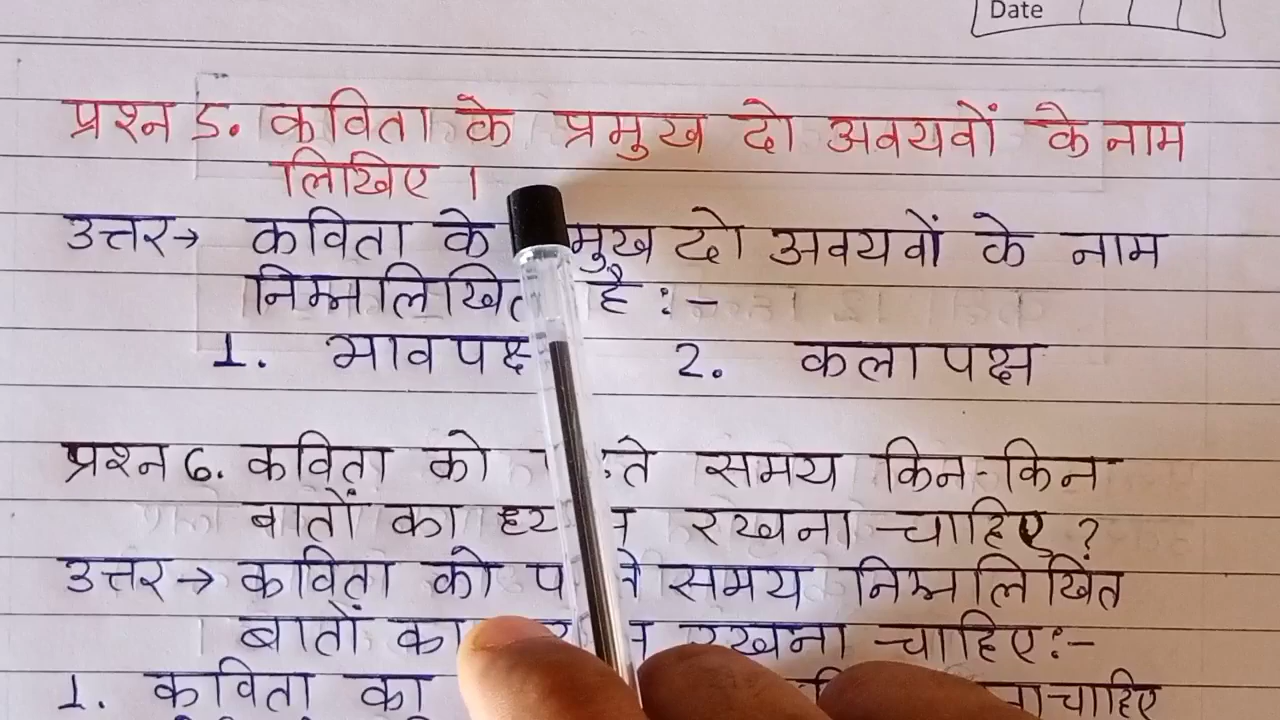 Date
प्रश्न 5. कविता के प्रमुख दो अवयवों के नाम
लिखिए ।
उत्तर→ कविता के मुख दो अवयवों के नाम
निम्नलिखित है :-
1. भावपक्ष 2. कलापक्ष
प्रश्न 6. कविता को ते समय किन-किन
बातों का रखना चाहिए ?
उत्तर→ कविता को प समय निम्नलिखित
बातों का रखना चाहिए:-
1. कविता का चाहिए